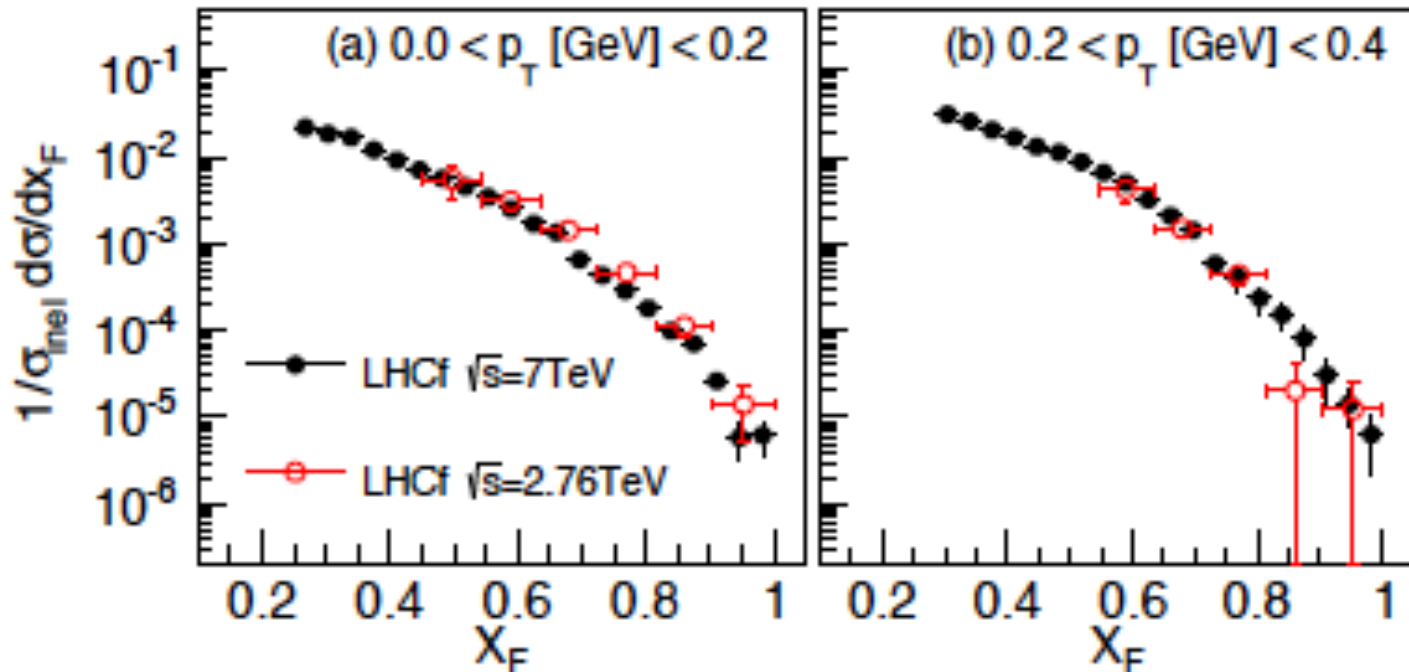 (a) 0.0 < p_T [GeV] < 0.2
(b) 0.2 < p_T [GeV] < 0.4
1/σ_inel dσ/dx_F
10^-1
10^-2
10^-3
10^-4
10^-5
10^-6
LHCf √s=7TeV
LHCf √s=2.76TeV
0.2 0.4 0.6 0.8 1
0.2 0.4 0.6 0.8 1
X_F
X_F